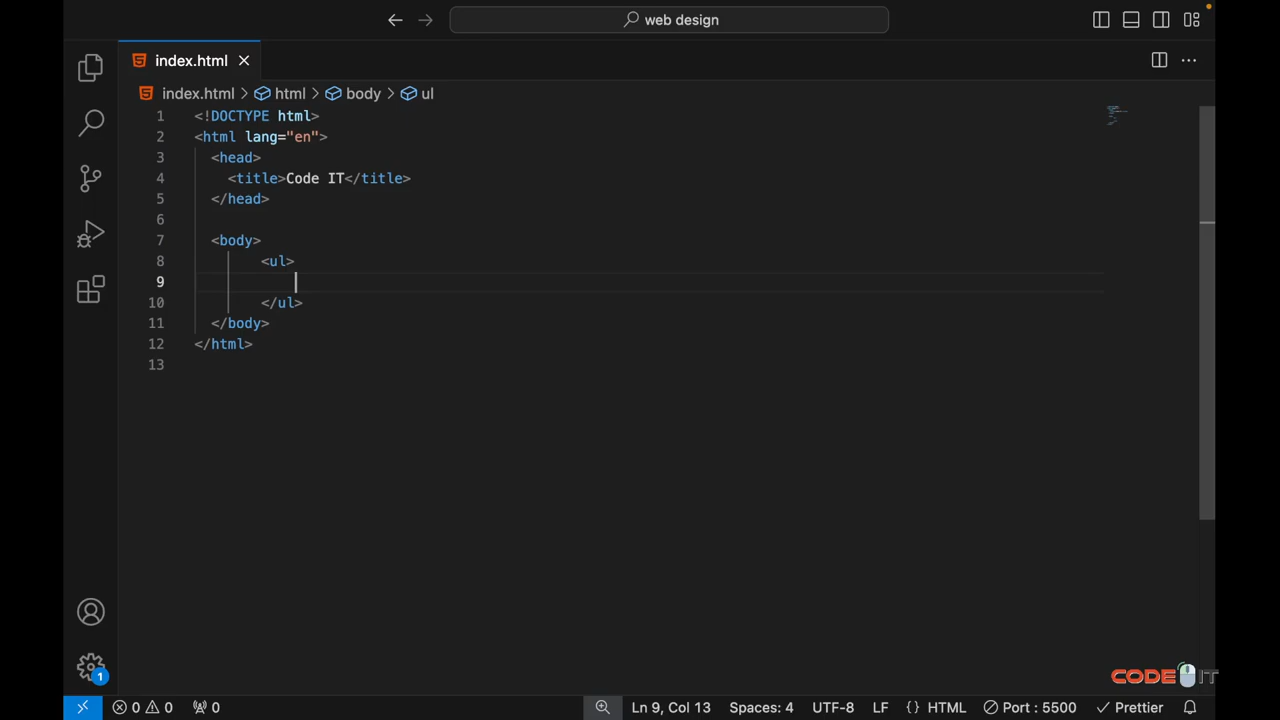 web design
index.html
index.html > html > body > ul
1 <!DOCTYPE html>
2 <html lang="en">
3 <head>
4 <title>Code IT</title>
5 </head>
6
7 <body>
8 <ul>
9
10 </ul>
11 </body>
12 </html>
13
1
CODE IT
0 0 0 Ln 9, Col 13 Spaces: 4 UTF-8 LF {} HTML Port : 5500 Prettier